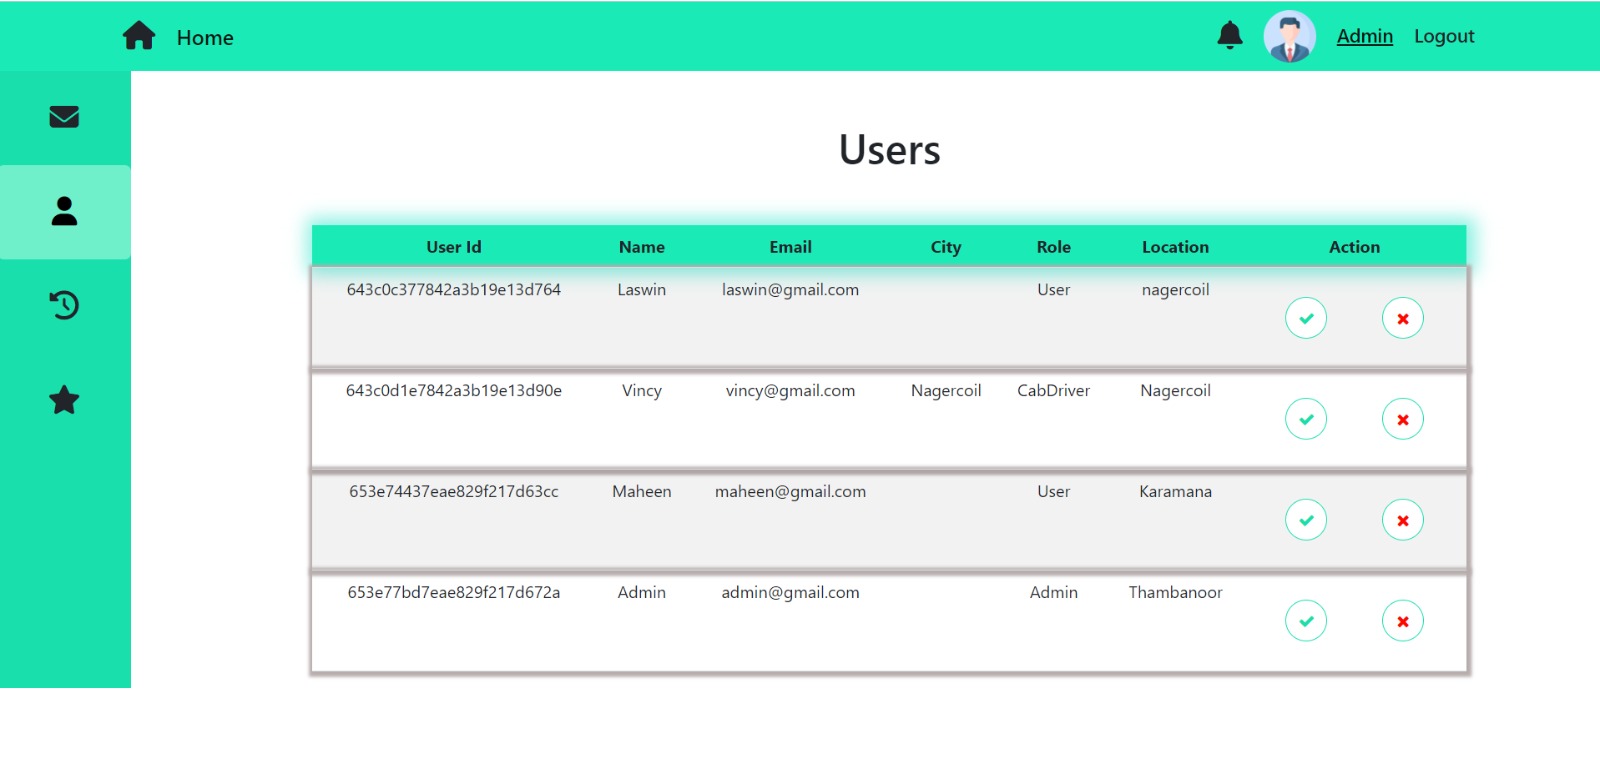 Home Admin Logout
Users
User Id Name Email City Role Location Action
643c0c377842a3b19e13d764 Laswin laswin@gmail.com User nagercoil
643c0d1e7842a3b19e13d90e Vincy vincy@gmail.com Nagercoil CabDriver Nagercoil
653e74437eae829f217d63cc Maheen maheen@gmail.com User Karamana
653e77bd7eae829f217d672a Admin admin@gmail.com Admin Thambanoor